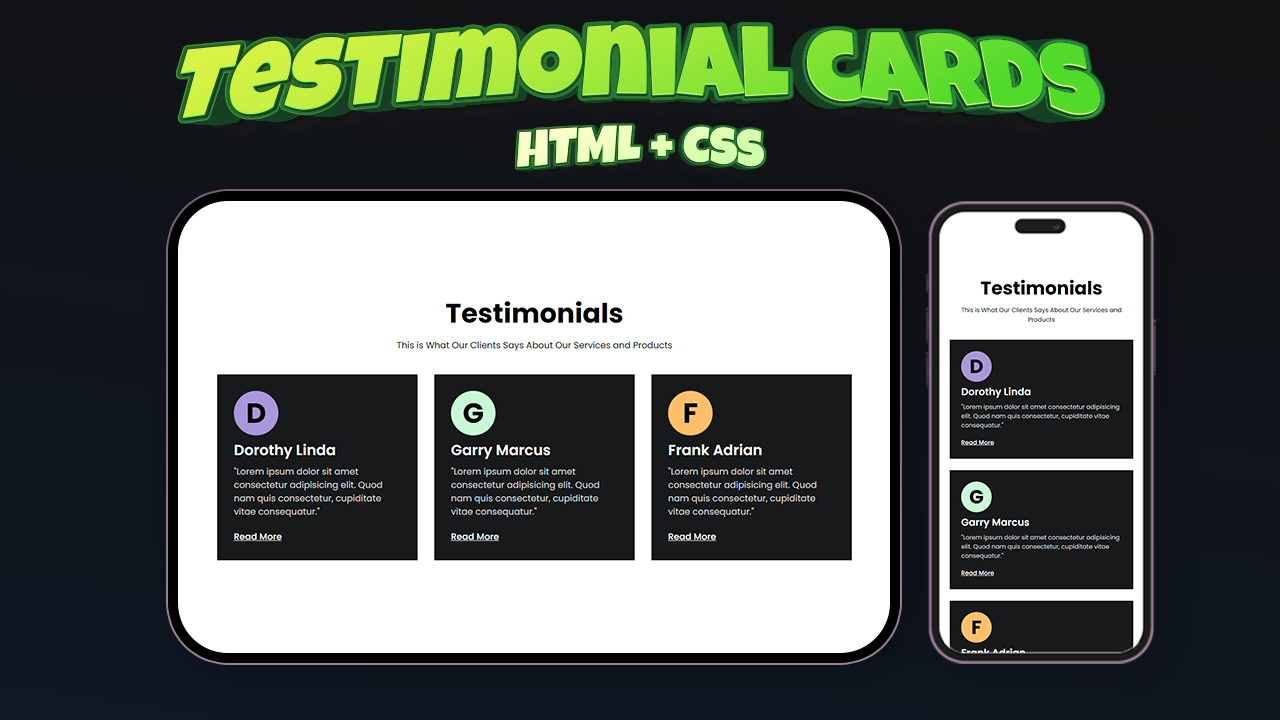 TESTIMONIAL CARDS
HTML + CSS
Testimonials
This is What Our Clients Says About Our Services and Products
D
Dorothy Linda
"Lorem ipsum dolor sit amet
consectetur adipisicing elit. Quod
nam quis consectetur, cupiditate
vitae consequatur."
Read More
G
Garry Marcus
"Lorem ipsum dolor sit amet
consectetur adipisicing elit. Quod
nam quis consectetur, cupiditate
vitae consequatur."
Read More
F
Frank Adrian
"Lorem ipsum dolor sit amet
consectetur adipisicing elit. Quod
nam quis consectetur, cupiditate
vitae consequatur."
Read More
Testimonials
This is What Our Clients Says About Our Services and
Products
D
Dorothy Linda
"Lorem ipsum dolor sit amet consectetur adipisicing
elit. Quod nam quis consectetur, cupiditate vitae
consequatur."
Read More
G
Garry Marcus
"Lorem ipsum dolor sit amet consectetur adipisicing
elit. Quod nam quis consectetur, cupiditate vitae
consequatur."
Read More
F
Frank Adrian